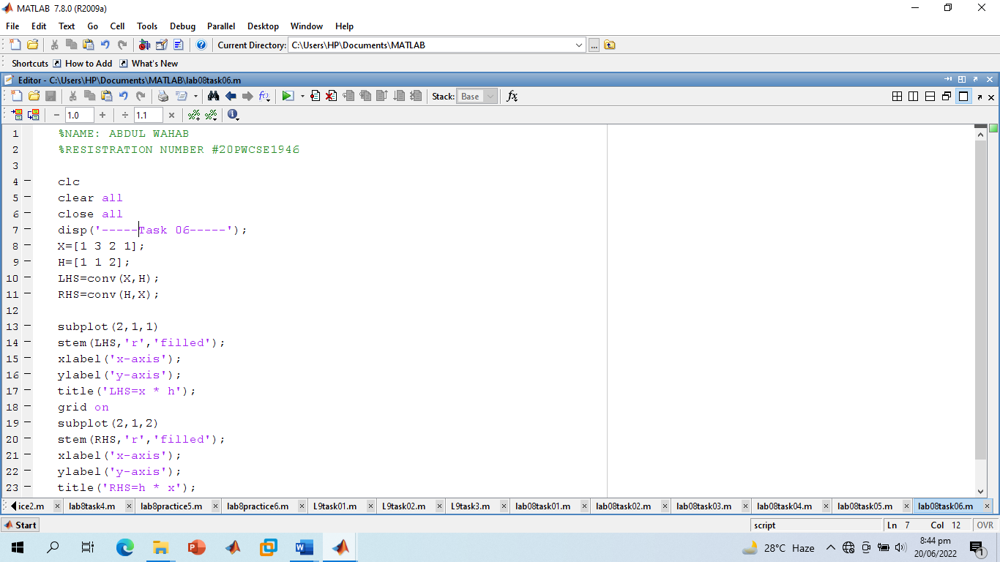 MATLAB 7.8.0 (R2009a)
File Edit Text Go Cell Tools Debug Parallel Desktop Window Help
Current Directory: C:\Users\HP\Documents\MATLAB ...
Shortcuts How to Add What's New
Editor - C:\Users\HP\Documents\MATLAB\lab08task06.m
Stack: Base fx
− 1.0 + ÷ 1.1 ×
1 %NAME: ABDUL WAHAB
2 %RESISTRATION NUMBER #20PWCSE1946
3
4 − clc
5 − clear all
6 − close all
7 − disp('-----Task 06-----');
8 − X=[1 3 2 1];
9 − H=[1 1 2];
10 − LHS=conv(X,H);
11 − RHS=conv(H,X);
12
13 − subplot(2,1,1)
14 − stem(LHS,'r','filled');
15 − xlabel('x-axis');
16 − ylabel('y-axis');
17 − title('LHS=x * h');
18 − grid on
19 − subplot(2,1,2)
20 − stem(RHS,'r','filled');
21 − xlabel('x-axis');
22 − ylabel('y-axis');
23 − title('RHS=h * x');
ice2.m lab8task4.m lab8practice5.m lab8practice6.m L9task01.m L9task02.m L9task3.m lab08task01.m lab08task02.m lab08task03.m lab08task04.m lab08task05.m lab08task06.m
Start script Ln 7 Col 12 OVR
28°C Haze 8:44 pm
20/06/2022 1